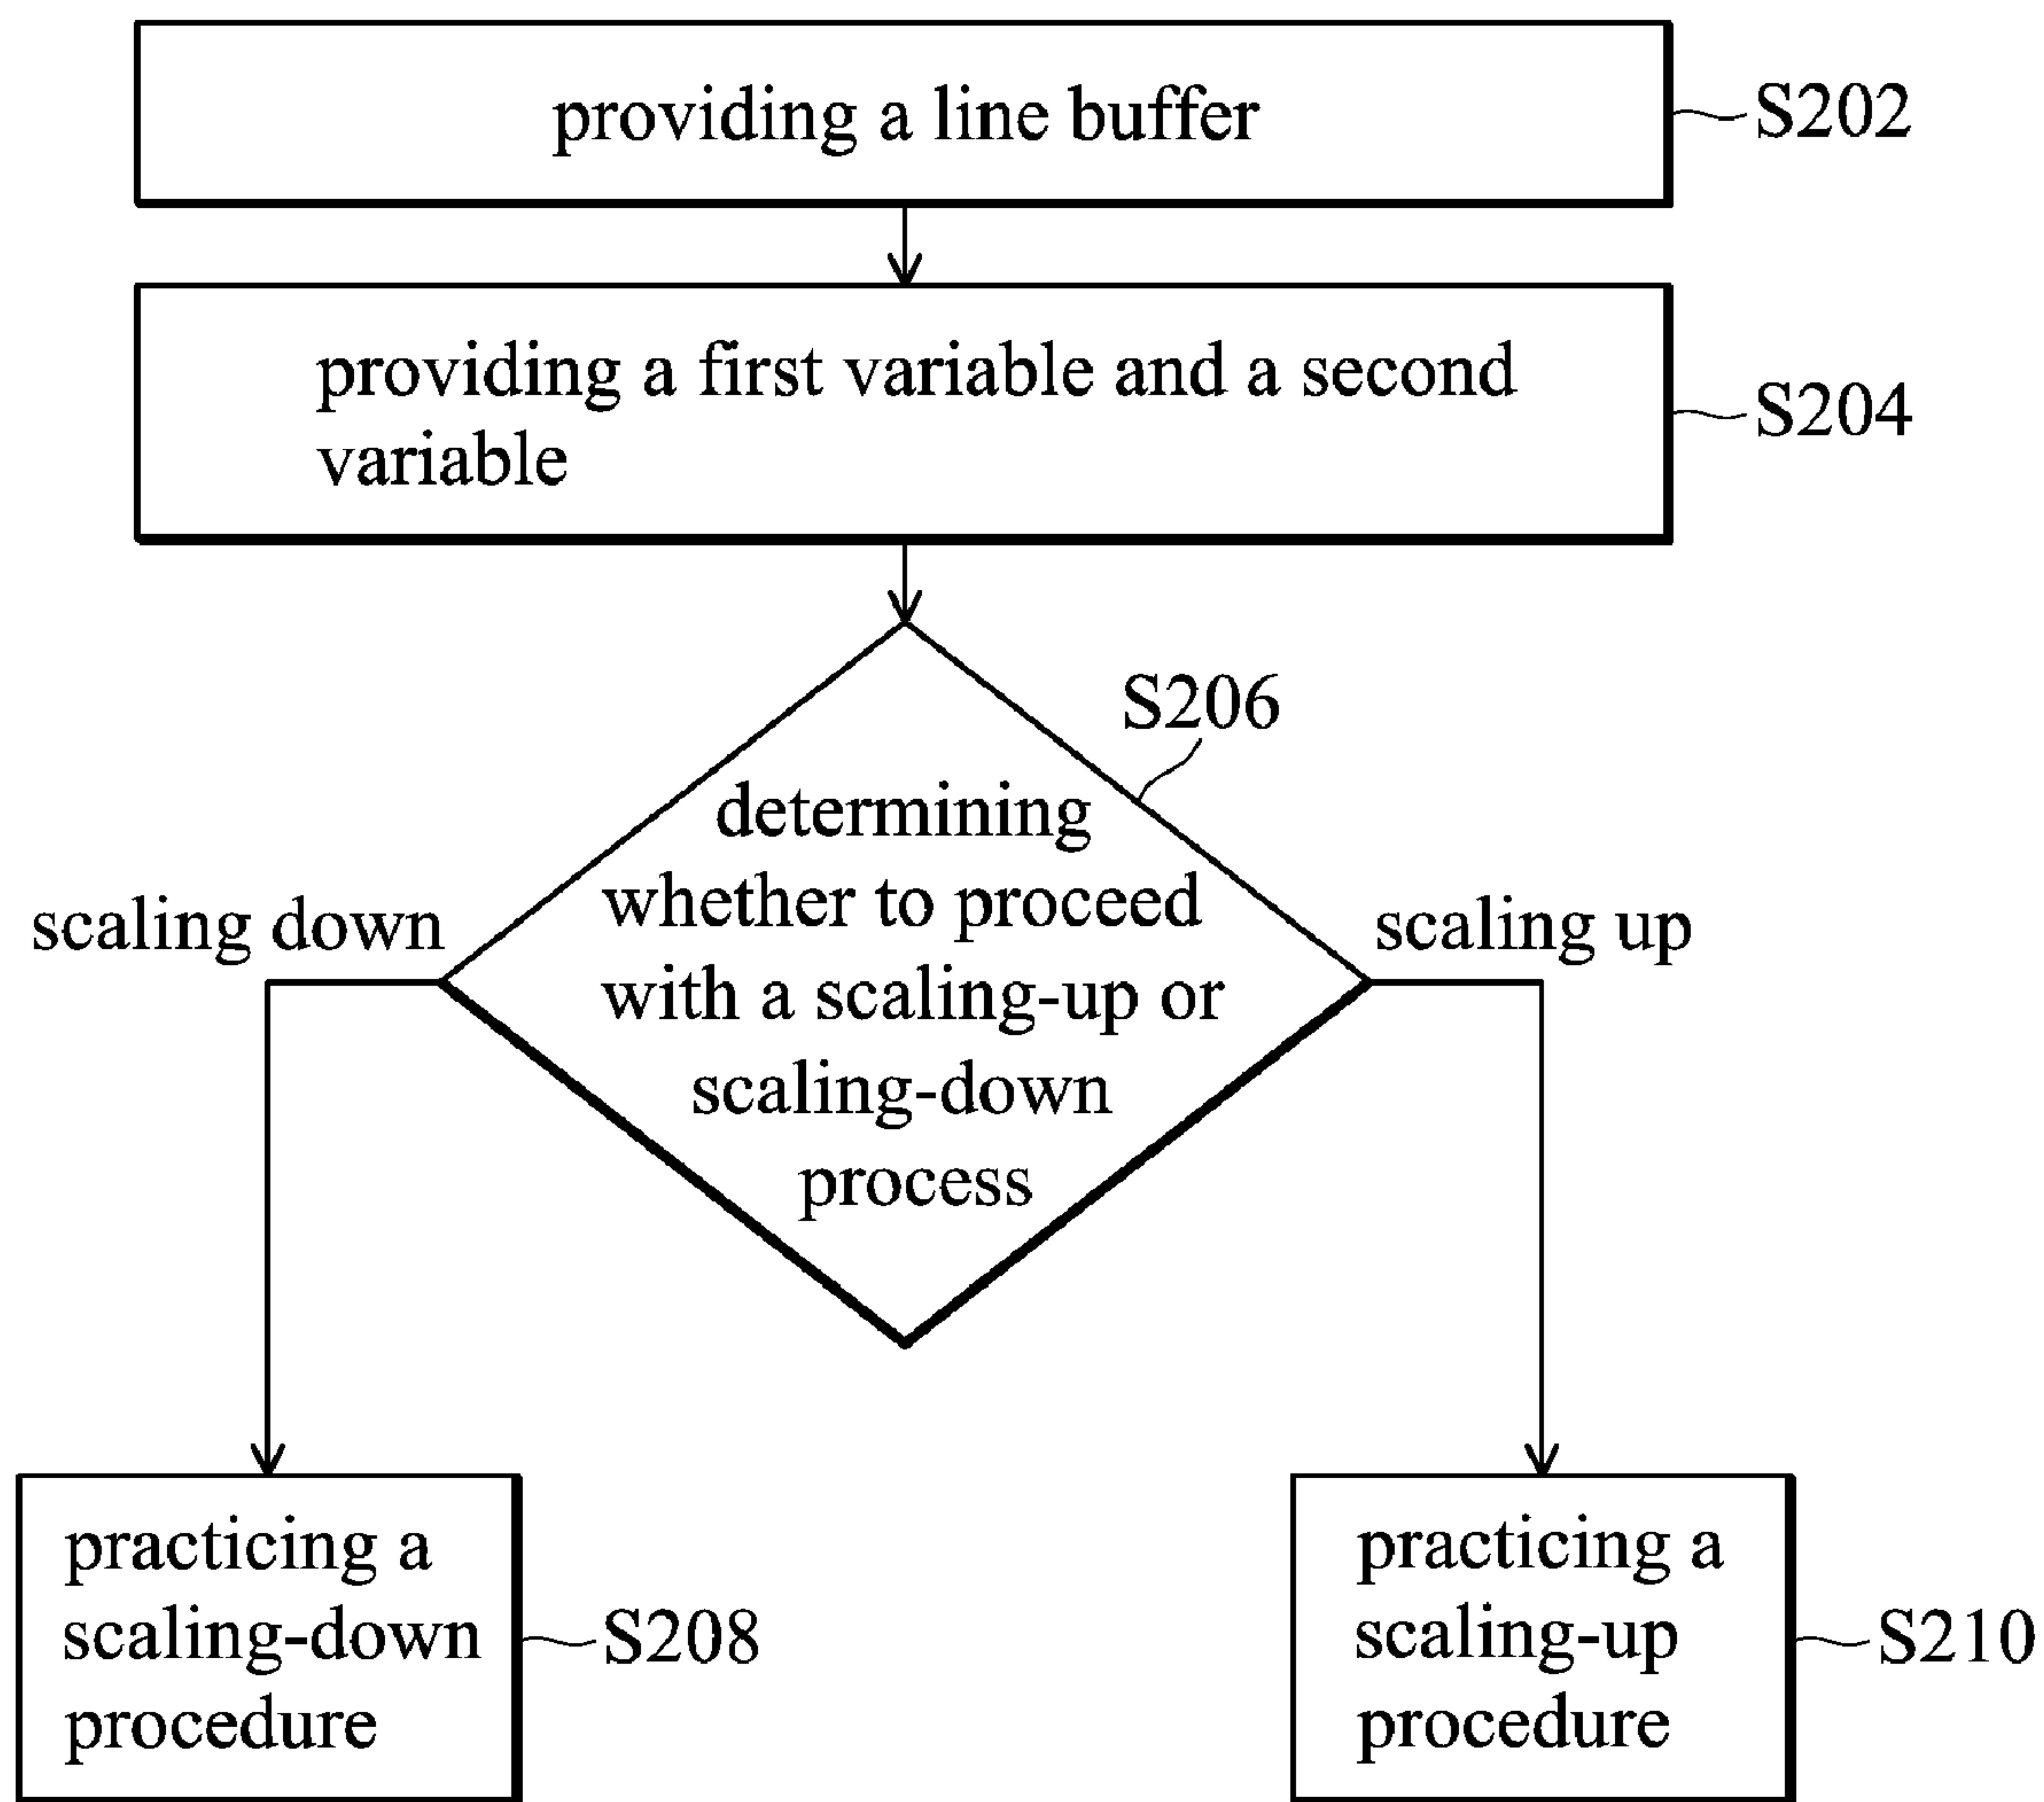 providing a line buffer
S202
providing a first variable and a second
variable
S204
S206
determining
whether to proceed
with a scaling-up or
scaling-down
process
scaling down
scaling up
practicing a
scaling-down
procedure
S208
practicing a
scaling-up
procedure
S210